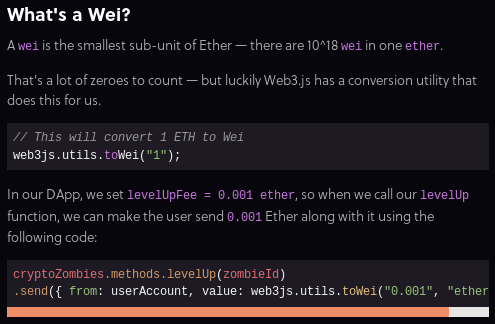 What's a Wei?
A wei is the smallest sub-unit of Ether — there are 10^18 wei in one ether.
That's a lot of zeroes to count — but luckily Web3.js has a conversion utility that
does this for us.
// This will convert 1 ETH to Wei
web3js.utils.toWei("1");
In our DApp, we set levelUpFee = 0.001 ether, so when we call our levelUp
function, we can make the user send 0.001 Ether along with it using the
following code:
cryptoZombies.methods.levelUp(zombieId)
.send({ from: userAccount, value: web3js.utils.toWei("0.001", "ether